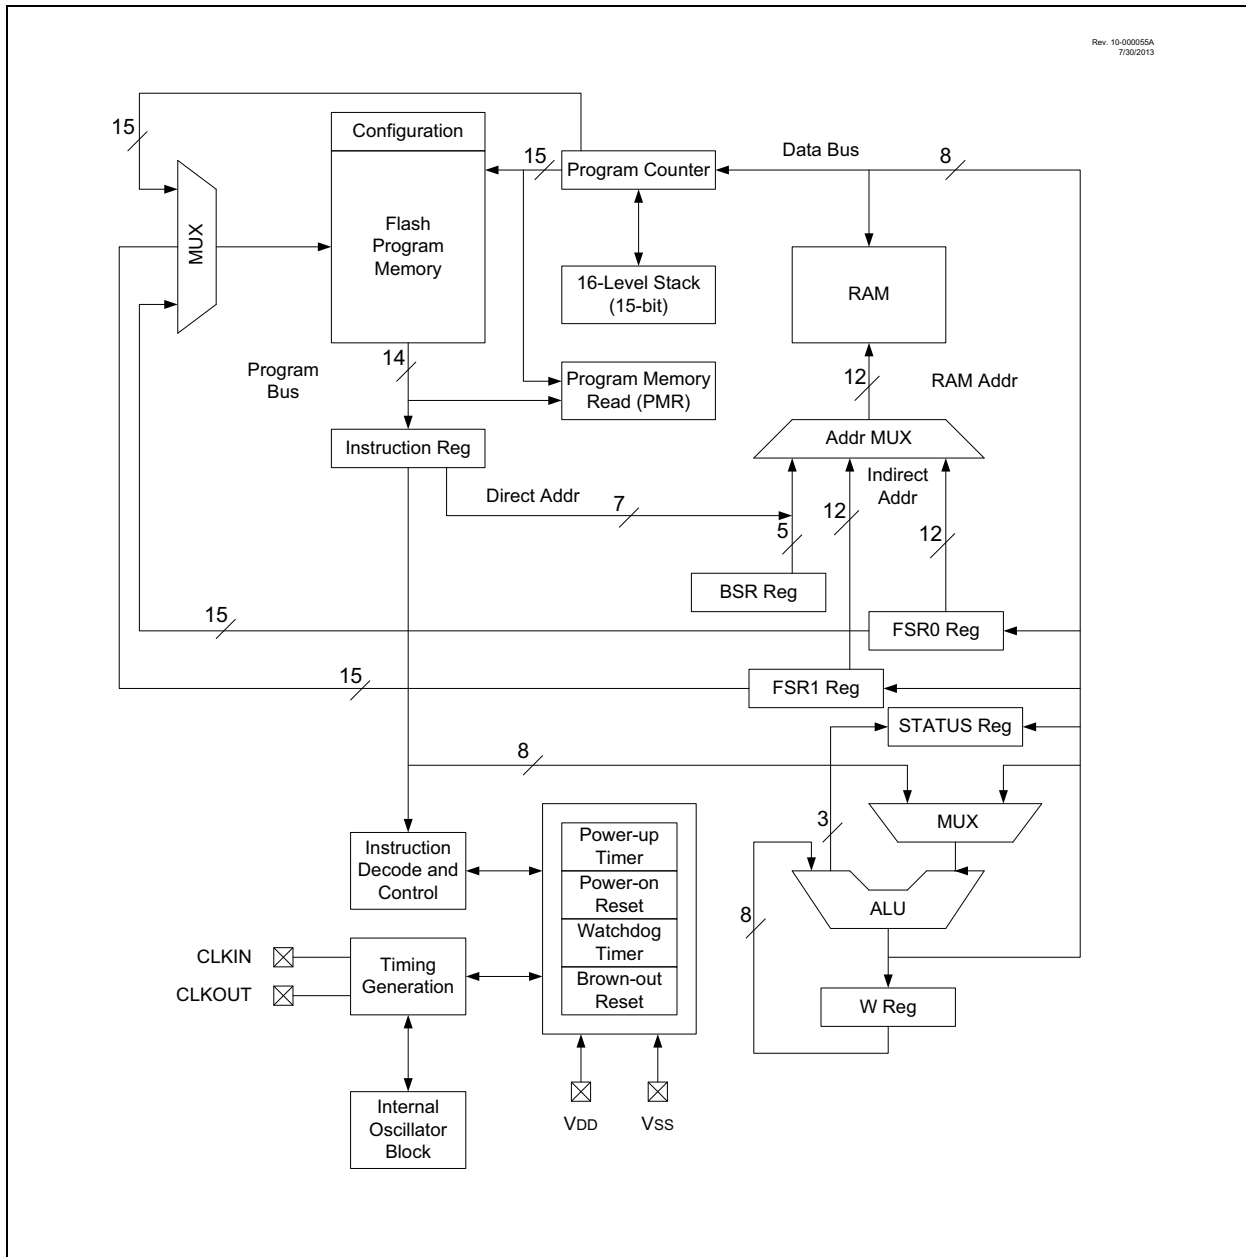 Rev. 10-000055A
7/30/2013
15
Configuration
15
Program Counter
Data Bus
8
MUX
Flash
Program
Memory
16-Level Stack
(15-bit)
RAM
14
Program
Bus
Program Memory
Read (PMR)
12
RAM Addr
Addr MUX
Instruction Reg
Indirect
Addr
Direct Addr
7
12
5
12
BSR Reg
15
FSR0 Reg
15
FSR1 Reg
STATUS Reg
8
3
MUX
Power-up
Timer
Instruction
Decode and
Control
Power-on
Reset
ALU
8
Watchdog
Timer
CLKIN
Timing
Generation
CLKOUT
Brown-out
Reset
W Reg
Internal
Oscillator
Block
VDD
VSS